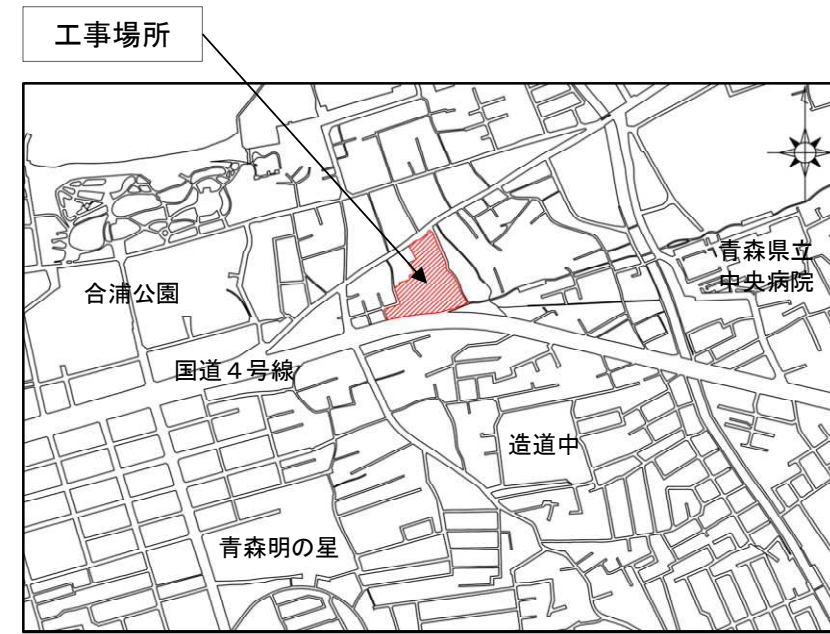 工事場所
青森県立
中央病院
合浦公園
国道４号線
造道中
青森明の星